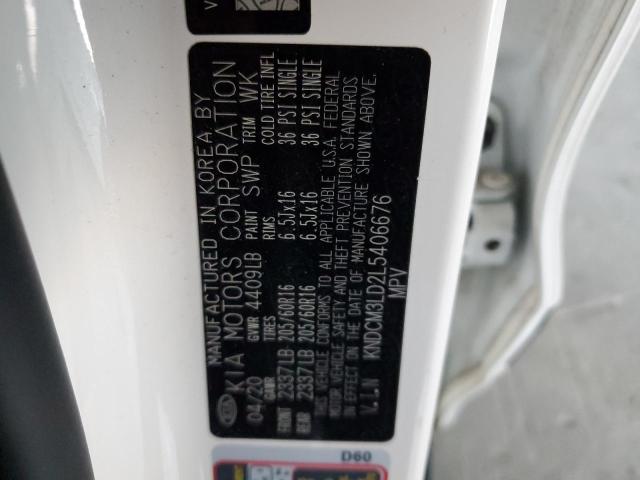 MANUFACTURED IN KOREA BY
KIA KIA MOTORS CORPORATION
04/20 GVWR 4409LB PAINT SWP TRIM WK
GAWR TIRES RIMS COLD TIRE INFL
FRONT 2337LB 205/60R16 6.5Jx16 36 PSI SINGLE
REAR 2337LB 205/60R16 6.5Jx16 36 PSI SINGLE
THIS VEHICLE CONFORMS TO ALL APPLICABLE U.S.A. FEDERAL
MOTOR VEHICLE SAFETY AND THEFT PREVENTION STANDARDS
IN EFFECT ON THE DATE OF MANUFACTURE SHOWN ABOVE.
V.I.N KNDCM3LD2L5406676
MPV
D60
V